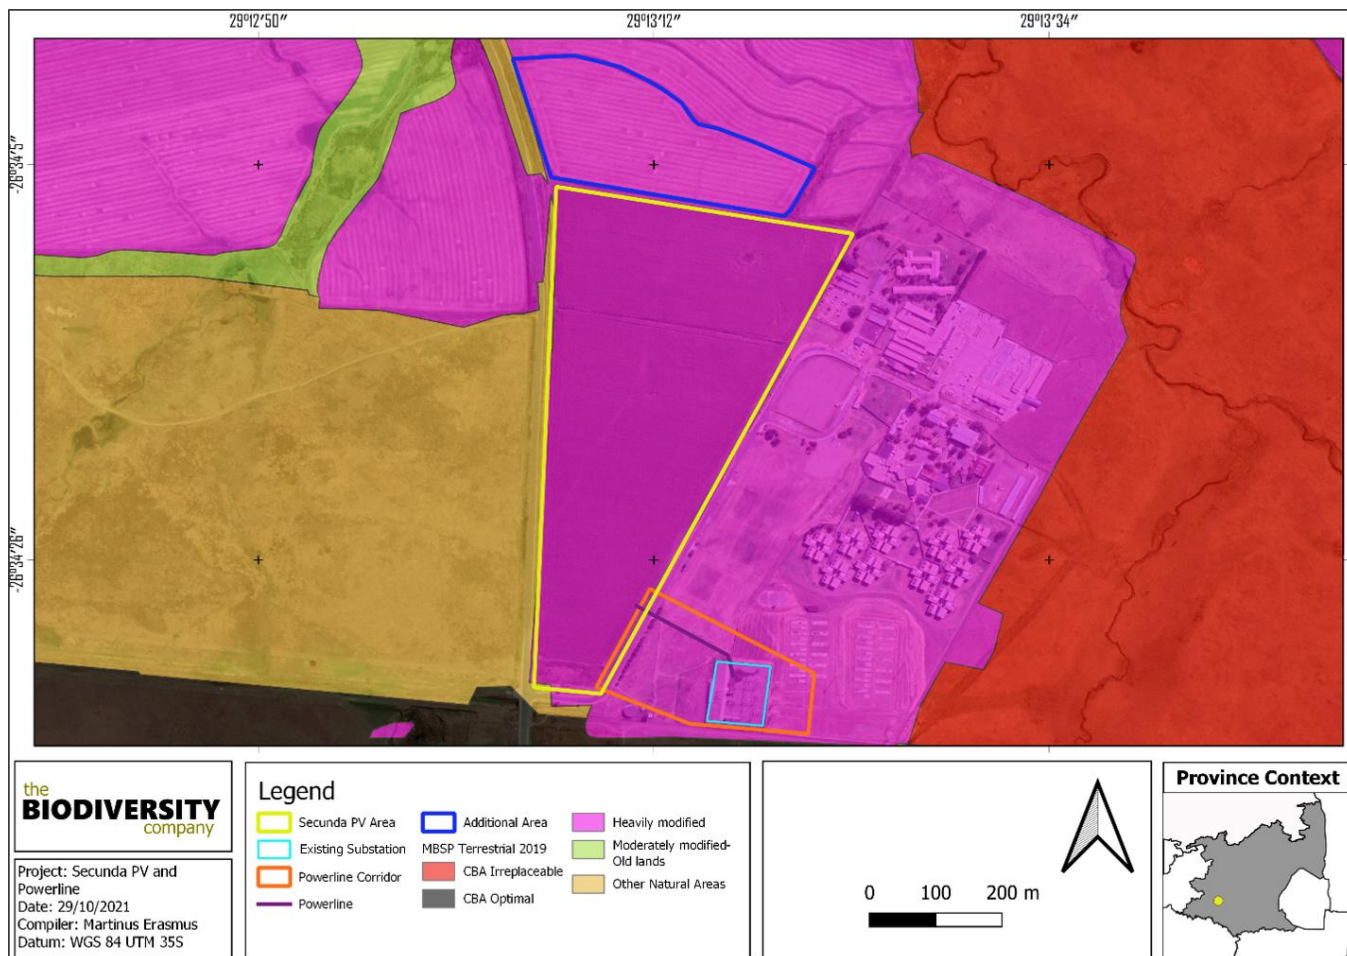 29°12'50"
29°13'12"
29°13'34"
-26°34'5"
-26°34'26"
the
BIODIVERSITY
company
Project: Secunda PV and
Powerline
Date: 29/10/2021
Compiler: Martinus Erasmus
Datum: WGS 84 UTM 35S
Legend
Secunda PV Area
Existing Substation
Powerline Corridor
Powerline
Additional Area
MBSP Terrestrial 2019
CBA Irreplaceable
CBA Optimal
Heavily modified
Moderately modified-
Old lands
Other Natural Areas
0 100 200 m
Province Context